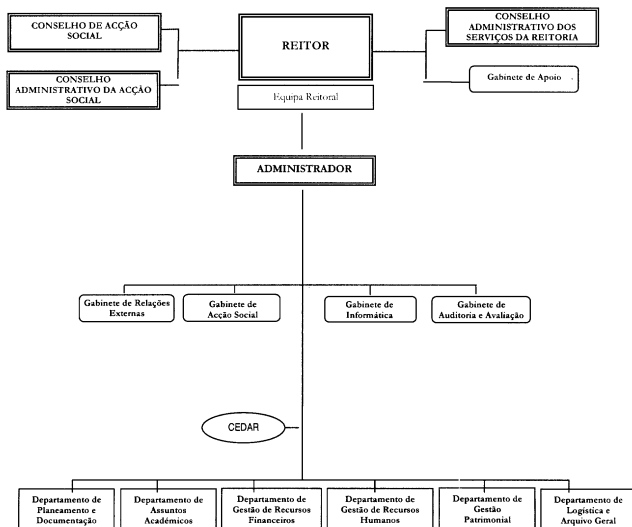 CONSELHO DE ACÇÃO
SOCIAL
REITOR
CONSELHO
ADMINISTRATIVO DOS
SERVIÇOS DA REITORIA
CONSELHO
ADMINISTRATIVO DA ACÇÃO
SOCIAL
Equipa Reitoral
Gabinete de Apoio
ADMINISTRADOR
Gabinete de Relações
Externas
Gabinete de
Acção Social
Gabinete de
Informática
Gabinete de
Auditoria e Avaliação
CEDAR
Departamento de
Planeamento e
Documentação
Departamento de
Assuntos
Académicos
Departamento de
Gestão de Recursos
Financeiros
Departamento de
Gestão de Recursos
Humanos
Departamento de
Gestão
Patrimonial
Departamento de
Logística e
Arquivo Geral